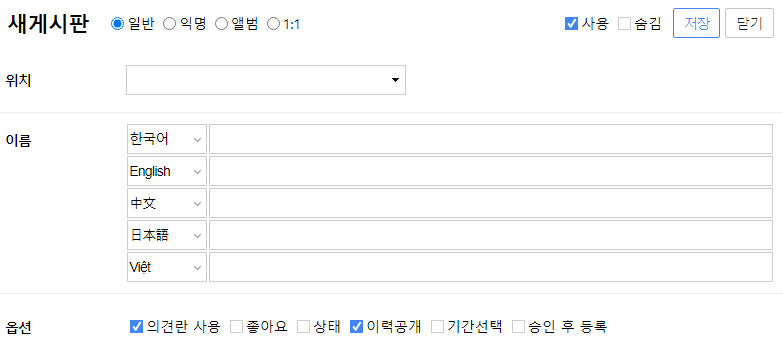 새게시판 일반 익명 앨범 1:1 사용 숨김 저장 닫기
위치
이름 한국어
English
中文
日本語
Việt
옵션 의견란 사용 좋아요 상태 이력공개 기간선택 승인 후 등록